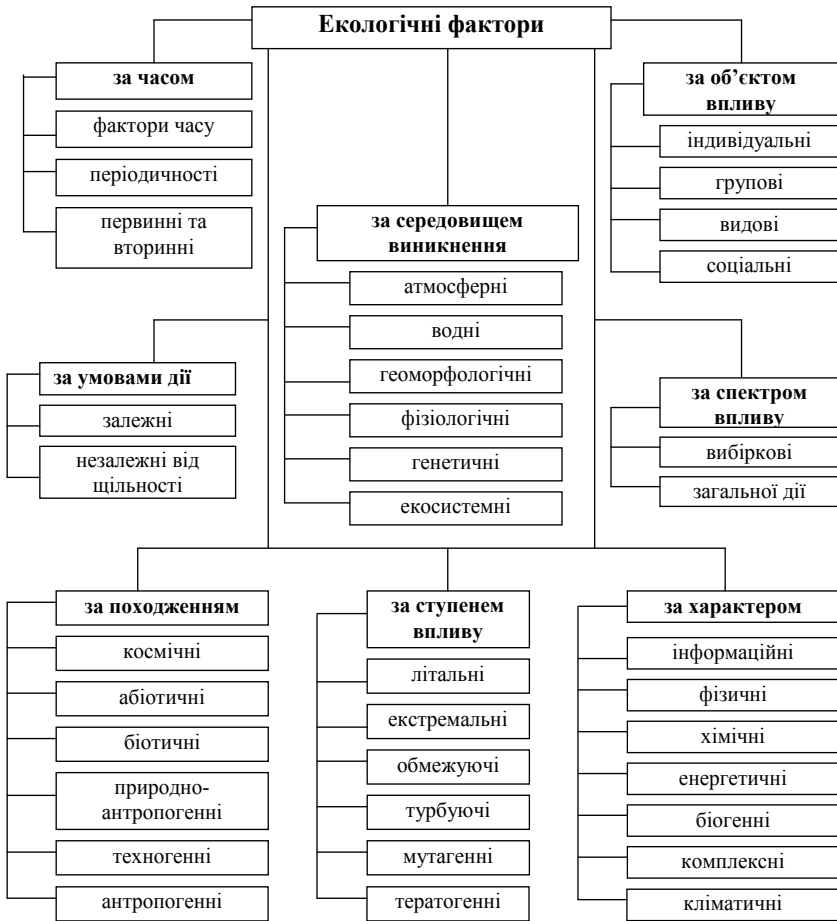 Екологічні фактори
за часом
фактори часу
періодичності
первинні та
вторинні
за об’єктом
впливу
індивідуальні
групові
видові
соціальні
за середовищем
виникнення
атмосферні
водні
геоморфологічні
фізіологічні
генетичні
екосистемні
за умовами дії
залежні
незалежні від
щільності
за спектром
впливу
вибіркові
загальної дії
за походженням
космічні
абіотичні
біотичні
природно-
антропогенні
техногенні
антропогенні
за ступенем
впливу
літальні
екстремальні
обмежуючі
турбуючі
мутагенні
тератогенні
за характером
інформаційні
фізичні
хімічні
енергетичні
біогенні
комплексні
кліматичні